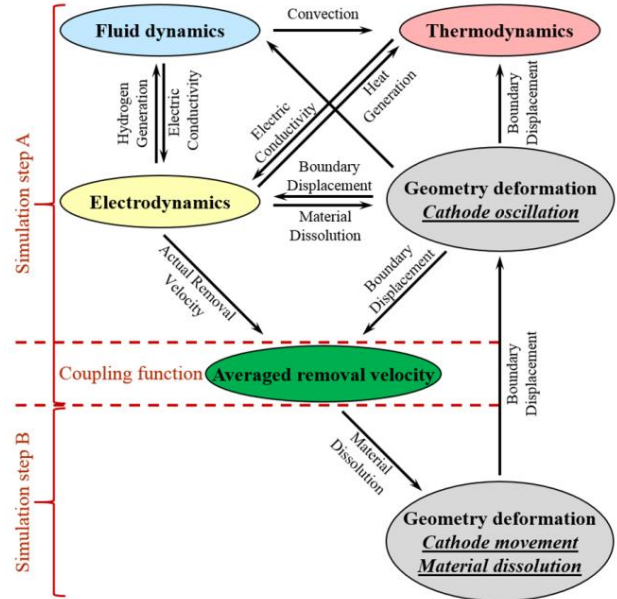 Fluid dynamics
Convection
Thermodynamics
Simulation step A
Hydrogen
Generation
Electric
Conductivity
Electric
Conductivity
Heat
Generation
Boundary
Displacement
Boundary
Displacement
Material
Dissolution
Electrodynamics
Geometry deformation
Cathode oscillation
Actual Removal
Velocity
Boundary
Displacement
Coupling function
Averaged removal velocity
Boundary
Displacement
Simulation step B
Material
Dissolution
Geometry deformation
Cathode movement
Material dissolution